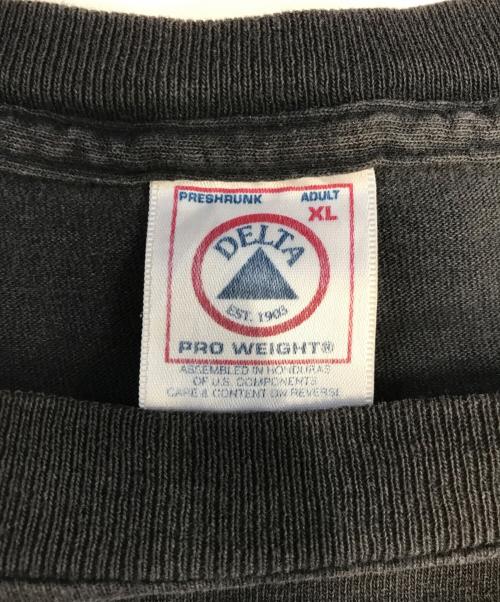 PRESHRUNK ADULT
XL
DELTA
EST. 1903
PRO WEIGHT®
ASSEMBLED IN HONDURAS
OF U.S. COMPONENTS
CARE & CONTENT ON REVERSE